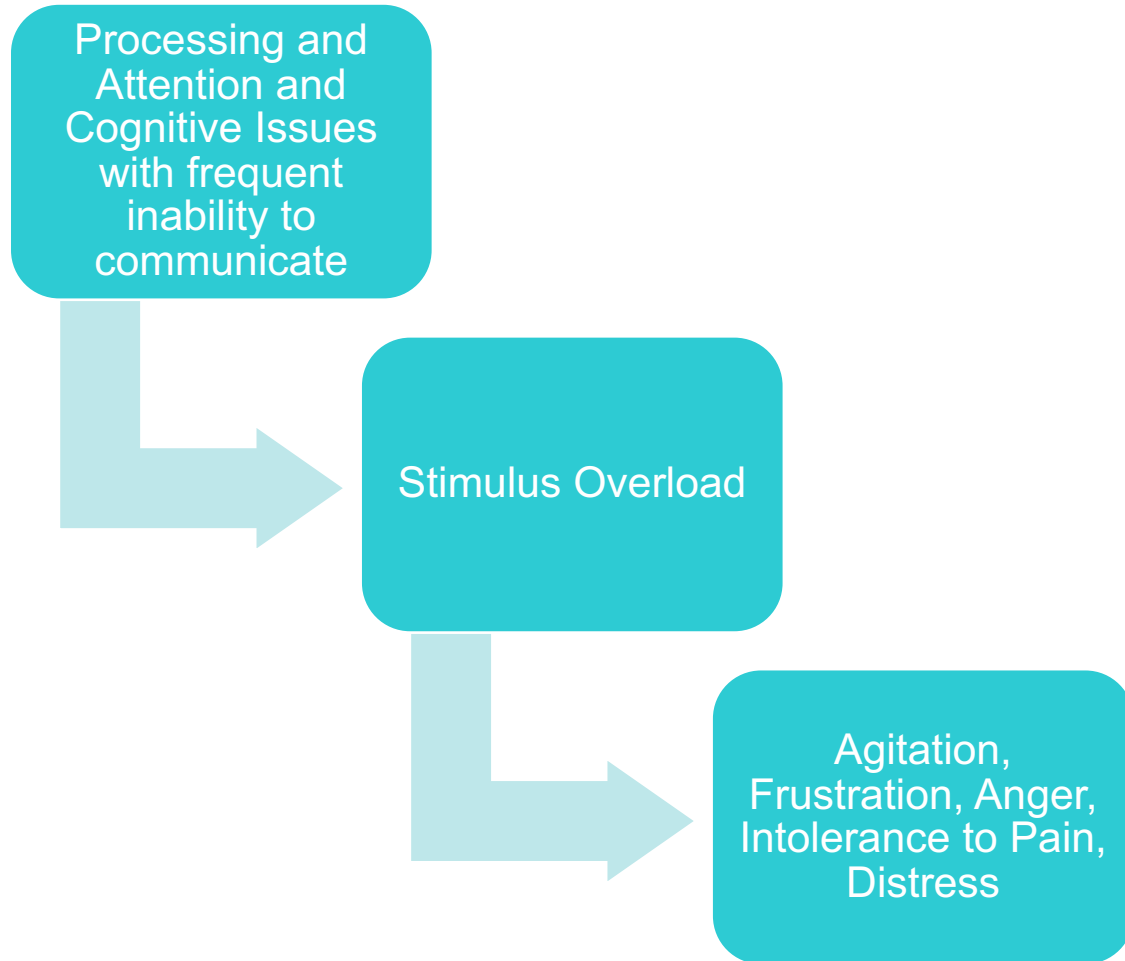 Processing and
Attention and
Cognitive Issues
with frequent
inability to
communicate
Stimulus Overload
Agitation,
Frustration, Anger,
Intolerance to Pain,
Distress